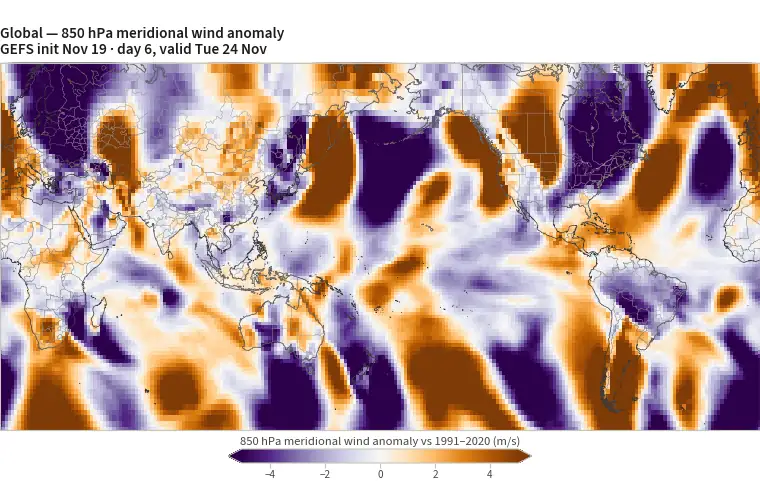 Global — 850 hPa meridional wind anomaly
GEFS init Nov 19 · day 6, valid Tue 24 Nov
850 hPa meridional wind anomaly vs 1991–2020 (m/s)
−4 −2 0 2 4